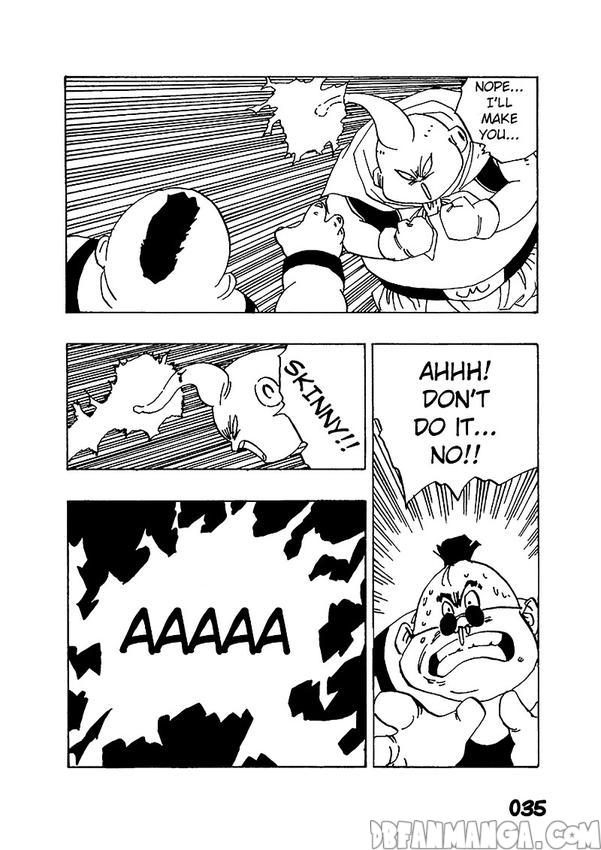 NOPE...
I'LL
MAKE
YOU...
SKINNY!!
AHHH!
DON'T
DO IT...
NO!!
AAAAA
035
DBFANMANGA.COM